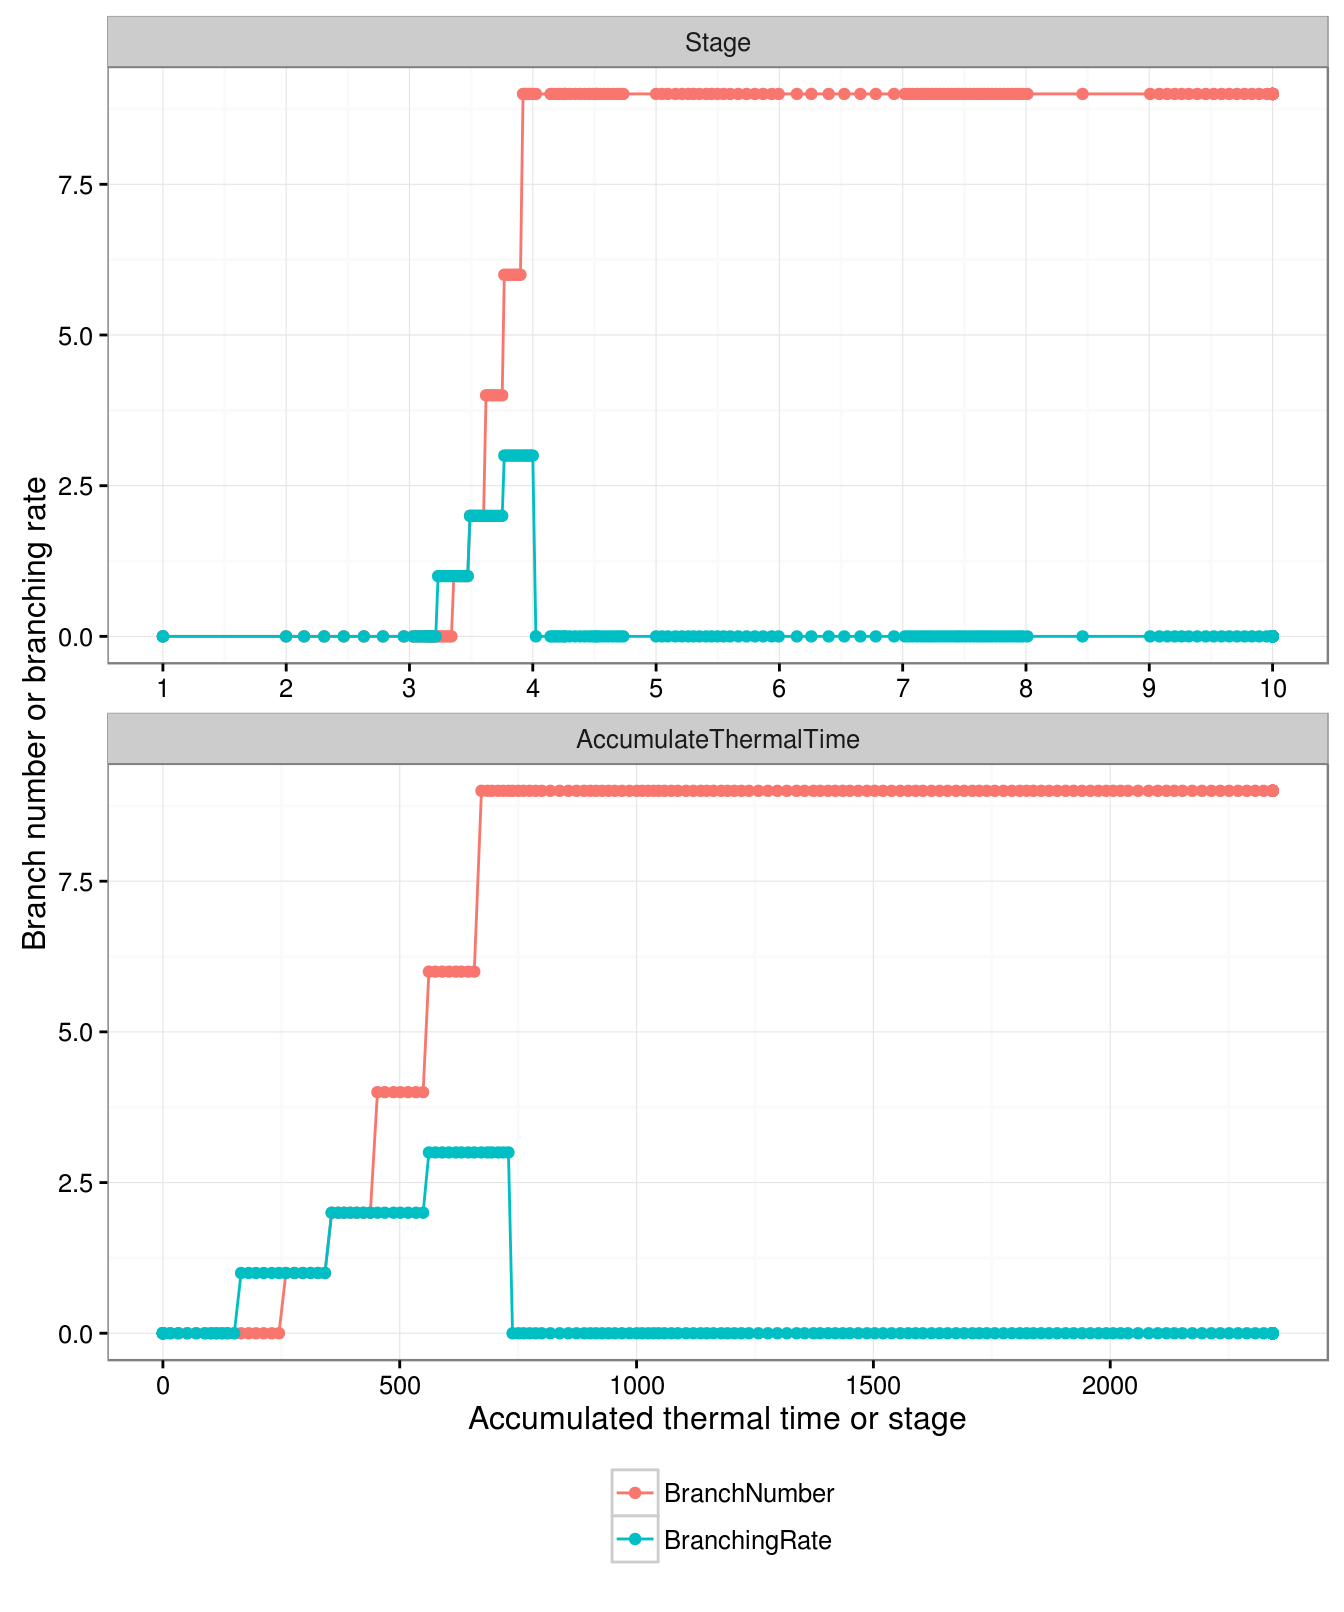 Stage
7.5
5.0
2.5
0.0
1 2 3 4 5 6 7 8 9 10
Branch number or branching rate
AccumulateThermalTime
7.5
5.0
2.5
0.0
0 500 1000 1500 2000
Accumulated thermal time or stage
BranchNumber
BranchingRate